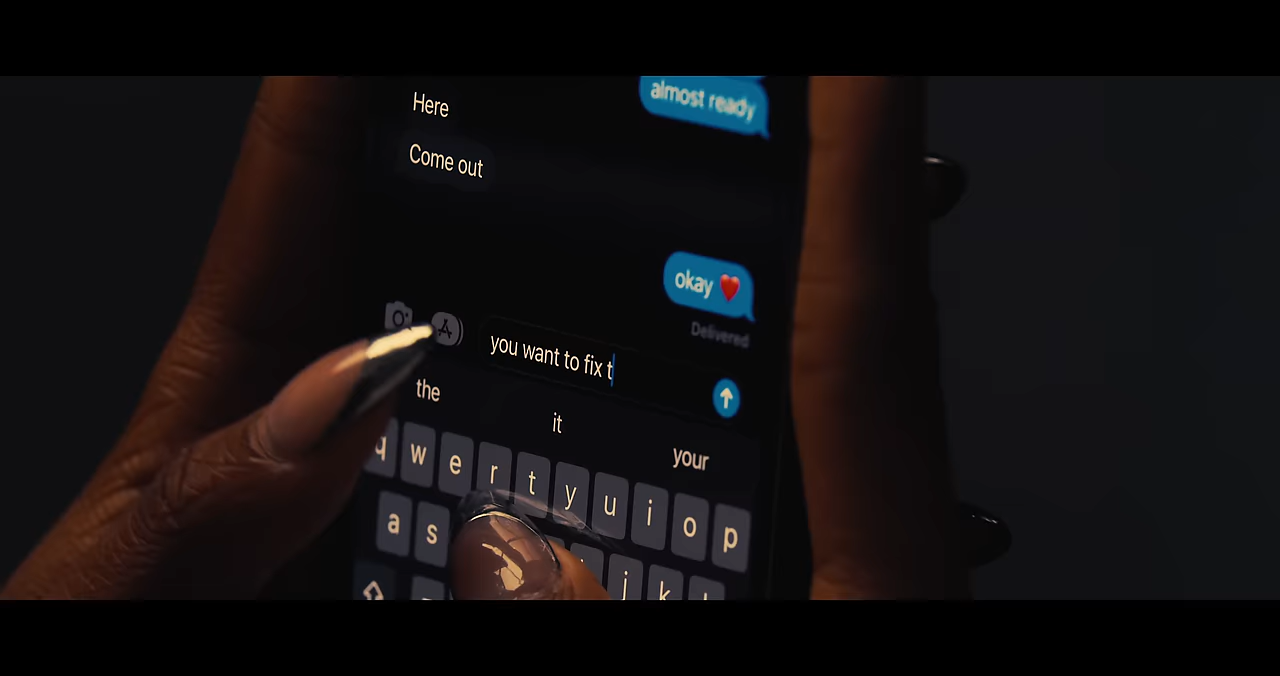 almost ready
Here
Come out
okay ❤️
Delivered
you want to fix t
the it your
q w e r t y u i o p
a s j k